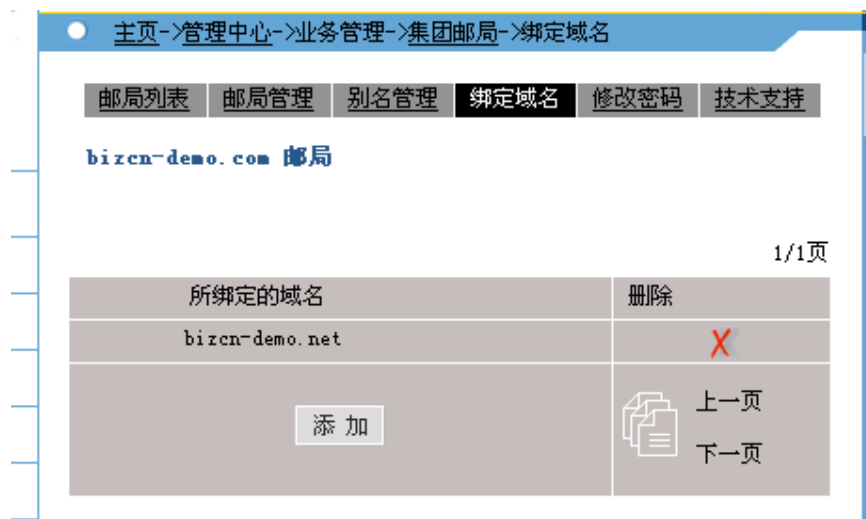 主页->管理中心->业务管理->集团邮局->绑定域名
邮局列表 邮局管理 别名管理 绑定域名 修改密码 技术支持
bizcn-demo.com 邮局
1/1页
所绑定的域名 删除
bizcn-demo.net X
添 加
上一页
下一页